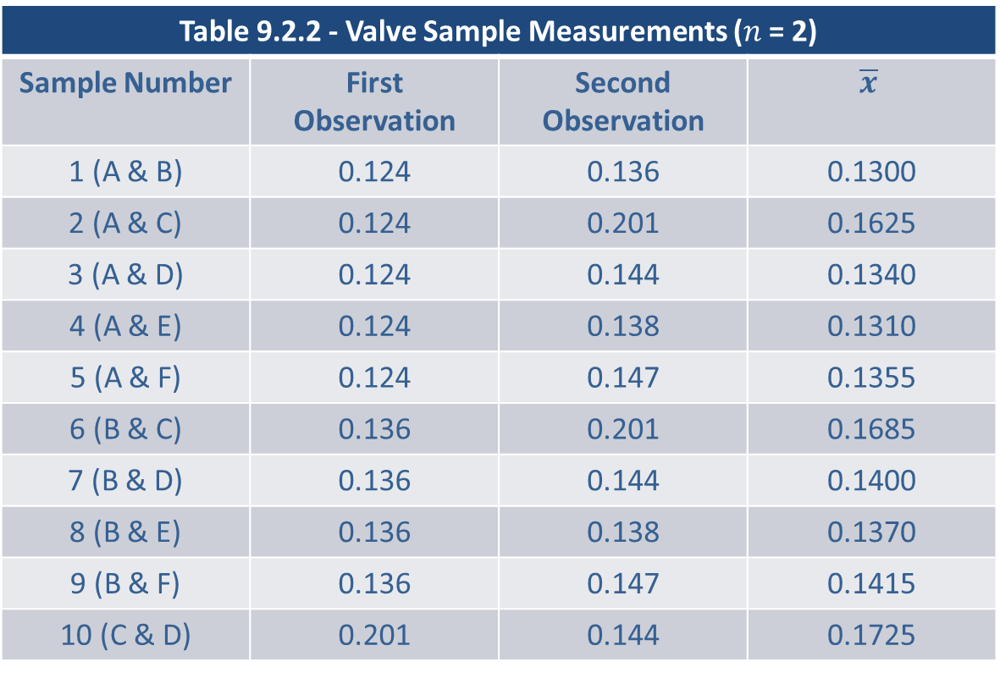 Table 9.2.2 - Valve Sample Measurements (n = 2)
Sample Number First Observation Second Observation x̅
1 (A & B) 0.124 0.136 0.1300
2 (A & C) 0.124 0.201 0.1625
3 (A & D) 0.124 0.144 0.1340
4 (A & E) 0.124 0.138 0.1310
5 (A & F) 0.124 0.147 0.1355
6 (B & C) 0.136 0.201 0.1685
7 (B & D) 0.136 0.144 0.1400
8 (B & E) 0.136 0.138 0.1370
9 (B & F) 0.136 0.147 0.1415
10 (C & D) 0.201 0.144 0.1725